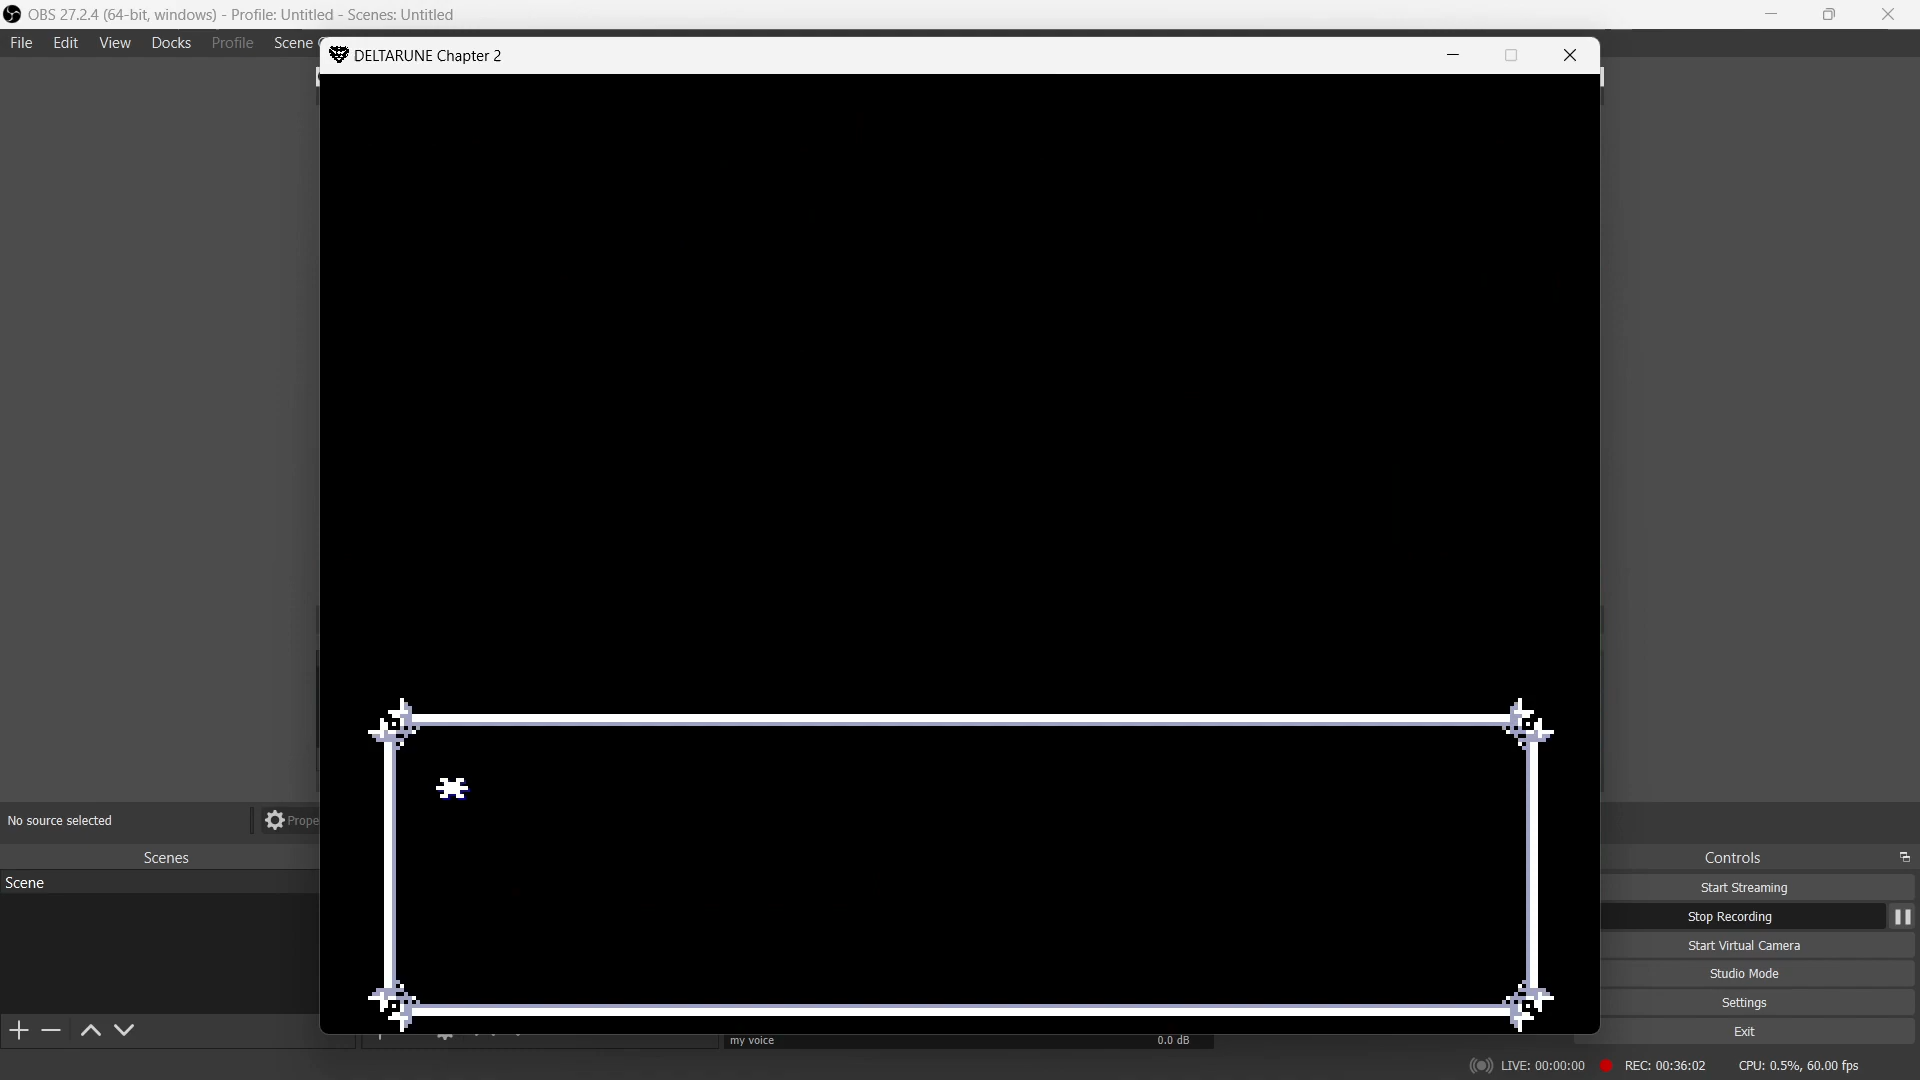 OBS 27.2.4 (64-bit, windows) - Profile: Untitled - Scenes: Untitled
File Edit View Docks Profile Scene
DELTARUNE Chapter 2
*
No source selected
Prope
Scenes
Scene
Controls
Start Streaming
Stop Recording
Start Virtual Camera
Studio Mode
Settings
Exit
my voice 0.0 dB
LIVE: 00:00:00 REC: 00:36:02 CPU: 0.5%, 60.00 fps